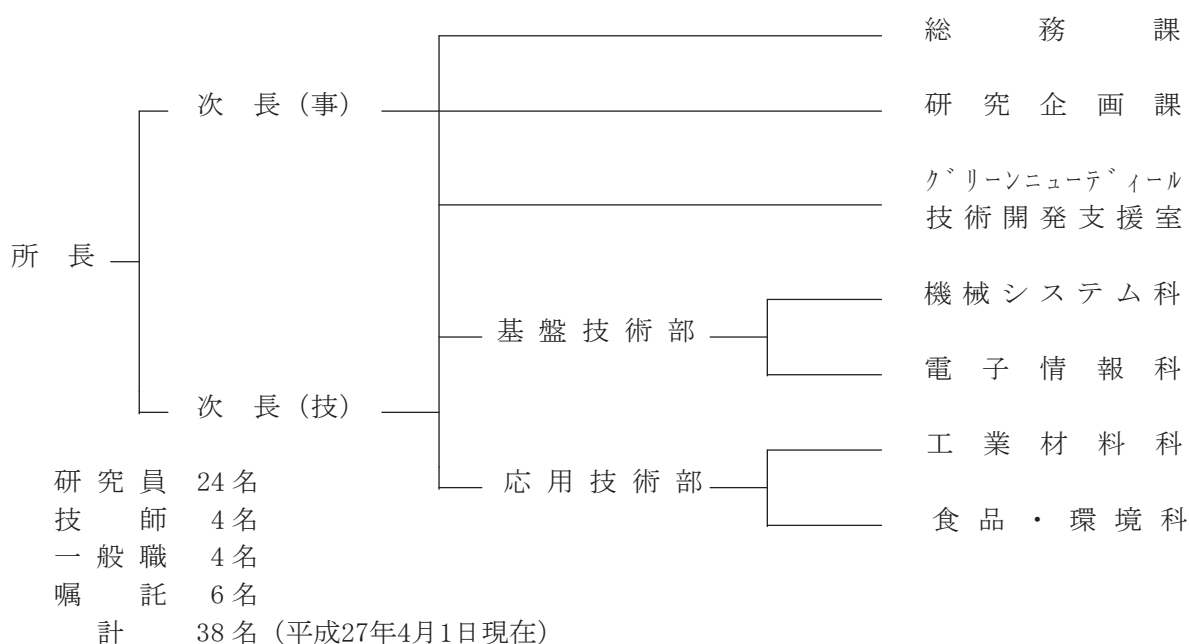 総務課
次長（事）
研究企画課
グリーンニューディール
技術開発支援室
所長
機械システム科
基盤技術部
電子情報科
次長（技）
工業材料科
応用技術部
食品・環境科
研究員 24名
技師 4名
一般職 4名
嘱託 6名
計 38名（平成27年4月1日現在）